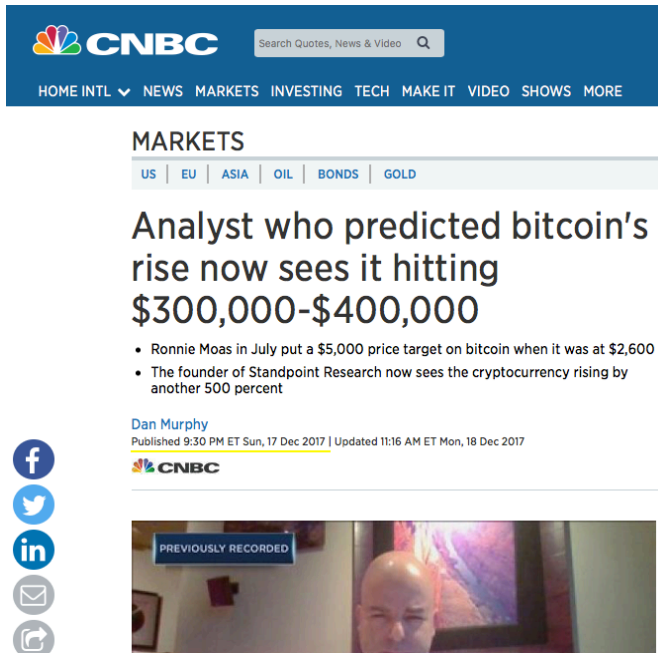 CNBC
Search Quotes, News & Video
HOME INTL NEWS MARKETS INVESTING TECH MAKE IT VIDEO SHOWS MORE
MARKETS
US | EU | ASIA | OIL | BONDS | GOLD
Analyst who predicted bitcoin's
rise now sees it hitting
$300,000-$400,000
• Ronnie Moas in July put a $5,000 price target on bitcoin when it was at $2,600
• The founder of Standpoint Research now sees the cryptocurrency rising by
another 500 percent
Dan Murphy
Published 9:30 PM ET Sun, 17 Dec 2017 | Updated 11:16 AM ET Mon, 18 Dec 2017
CNBC
f
in
PREVIOUSLY RECORDED